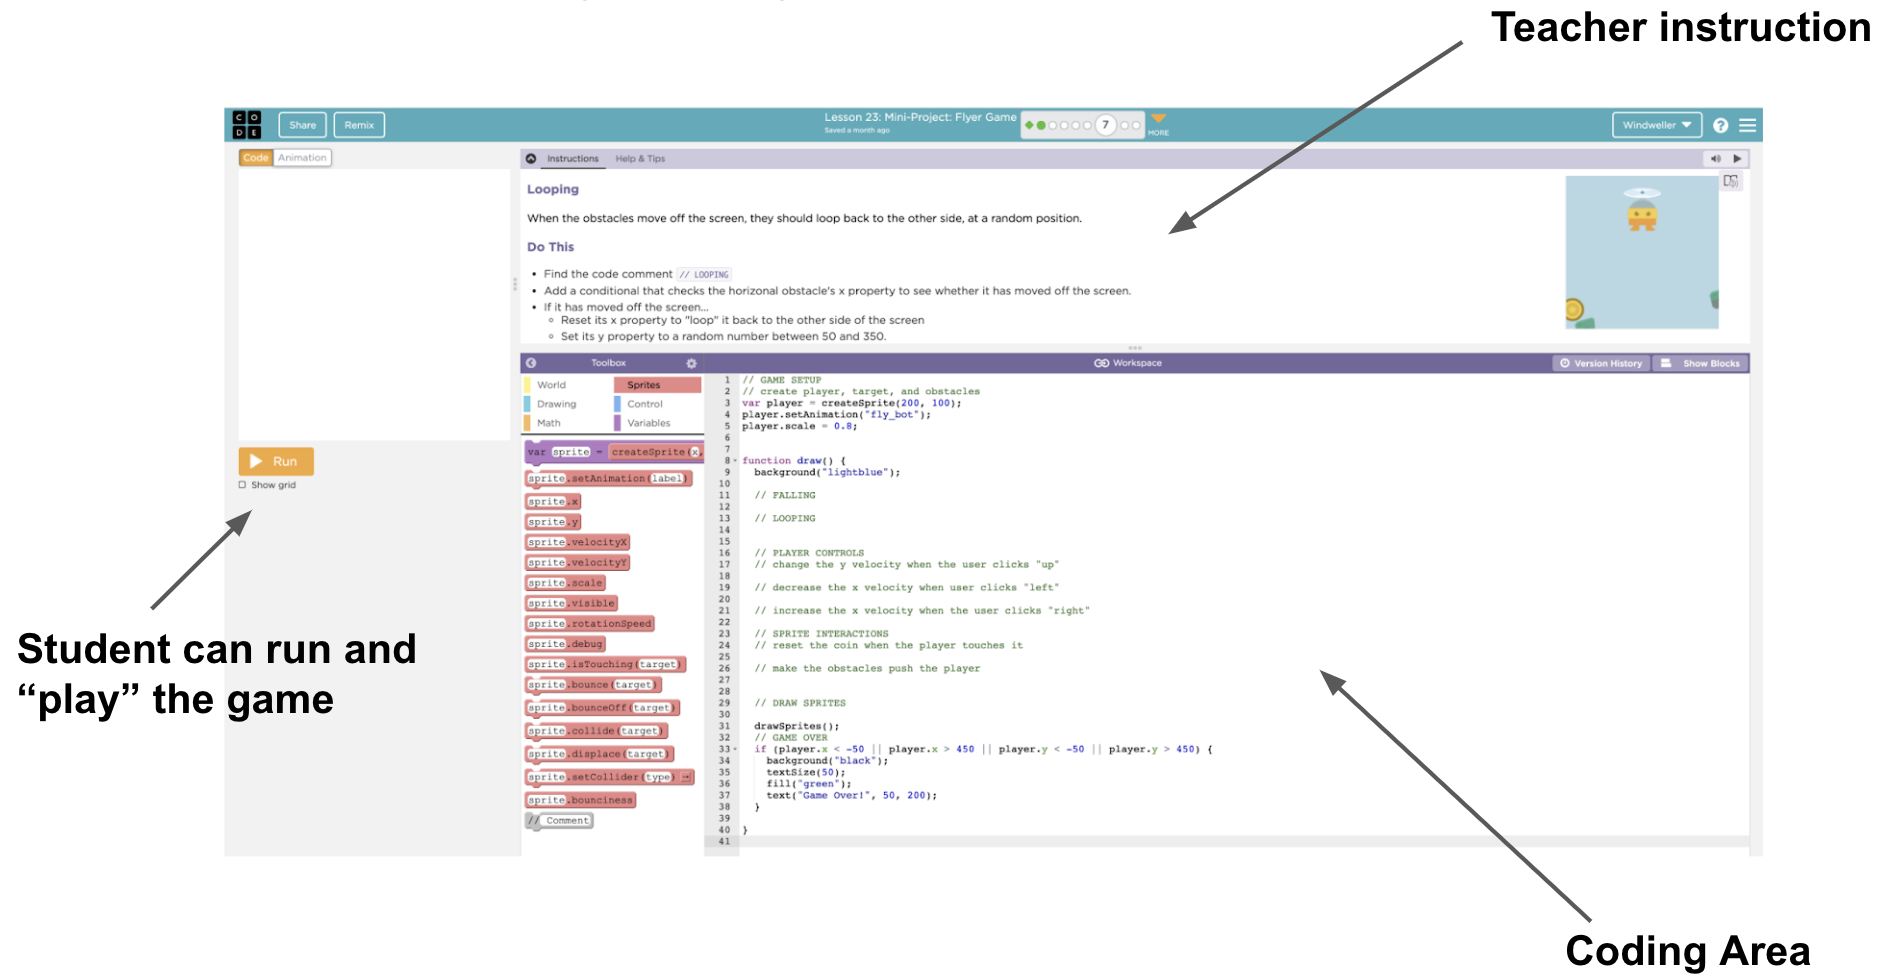 Teacher instruction
CODE
Share
Remix
Lesson 23: Mini-Project: Flyer Game
Saved a month ago
7
MORE
Windweller
?
Code
Animation
Instructions
Help & Tips
Looping
When the obstacles move off the screen, they should loop back to the other side, at a random position.
Do This
• Find the code comment // LOOPING
• Add a conditional that checks the horizonal obstacle's x property to see whether it has moved off the screen.
• If it has moved off the screen...
Reset its x property to "loop" it back to the other side of the screen
Set its y property to a random number between 50 and 350.
Run
Show grid
Student can run and
“play” the game
Toolbox
World
Sprites
Drawing
Control
Math
Variables
var sprite = createSprite(x,
sprite.setAnimation(label)
sprite.x
sprite.y
sprite.velocityX
sprite.velocityY
sprite.scale
sprite.visible
sprite.rotationSpeed
sprite.debug
sprite.isTouching(target)
sprite.bounce(target)
sprite.bounceOff(target)
sprite.collide(target)
sprite.displace(target)
sprite.setCollider(type)
sprite.bounciness
// Comment
Workspace
Version History
Show Blocks
1 // GAME SETUP
2 // create player, target, and obstacles
3 var player = createSprite(200, 100);
4 player.setAnimation("fly_bot");
5 player.scale = 0.8;
6
7
8 function draw() {
9 background("lightblue");
10
11 // FALLING
12
13 // LOOPING
14
15
16 // PLAYER CONTROLS
17 // change the y velocity when the user clicks "up"
18
19 // decrease the x velocity when user clicks "left"
20
21 // increase the x velocity when the user clicks "right"
22
23 // SPRITE INTERACTIONS
24 // reset the coin when the player touches it
25
26 // make the obstacles push the player
27
28
29 // DRAW SPRITES
30
31 drawSprites();
32 // GAME OVER
33 if (player.x < -50 || player.x > 450 || player.y < -50 || player.y > 450) {
34 background("black");
35 textSize(50);
36 fill("green");
37 text("Game Over!", 50, 200);
38 }
39
40 }
41
Coding Area